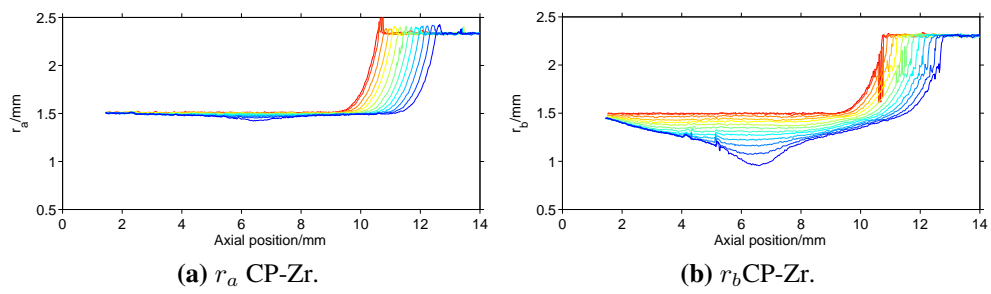 2.5
2
1.5
1
0.5
r_a/mm
0 2 4 6 8 10 12 14
Axial position/mm
(a) r_a CP-Zr.
2.5
2
1.5
1
0.5
r_b/mm
0 2 4 6 8 10 12 14
Axial position/mm
(b) r_bCP-Zr.